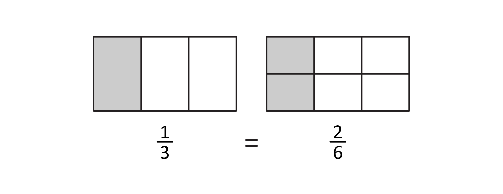 1/3 = 2/6